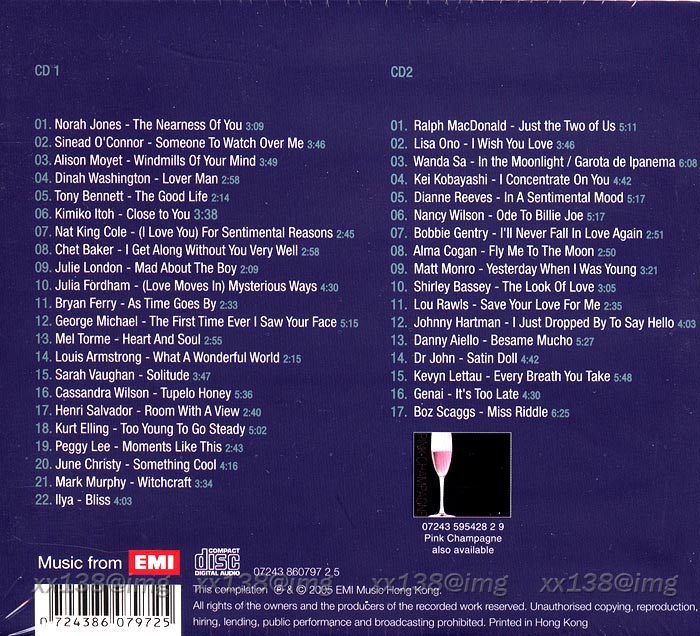 CD 1
01. Norah Jones - The Nearness Of You 3:09
02. Sinead O'Connor - Someone To Watch Over Me 3:46
03. Alison Moyet - Windmills Of Your Mind 3:49
04. Dinah Washington - Lover Man 2:58
05. Tony Bennett - The Good Life 2:14
06. Kimiko Itoh - Close to You 3:38
07. Nat King Cole - (I Love You) For Sentimental Reasons 2:45
08. Chet Baker - I Get Along Without You Very Well 2:58
09. Julie London - Mad About The Boy 2:09
10. Julia Fordham - (Love Moves In) Mysterious Ways 4:30
11. Bryan Ferry - As Time Goes By 2:33
12. George Michael - The First Time Ever I Saw Your Face 5:15
13. Mel Torme - Heart And Soul 2:55
14. Louis Armstrong - What A Wonderful World 2:15
15. Sarah Vaughan - Solitude 3:47
16. Cassandra Wilson - Tupelo Honey 5:36
17. Henri Salvador - Room With A View 2:40
18. Kurt Elling - Too Young To Go Steady 5:02
19. Peggy Lee - Moments Like This 2:43
20. June Christy - Something Cool 4:16
21. Mark Murphy - Witchcraft 3:34
22. Ilya - Bliss 4:03
CD2
01. Ralph MacDonald - Just the Two of Us 5:11
02. Lisa Ono - I Wish You Love 3:46
03. Wanda Sa - In the Moonlight / Garota de Ipanema 6:08
04. Kei Kobayashi - I Concentrate On You 4:42
05. Dianne Reeves - In A Sentimental Mood 5:17
06. Nancy Wilson - Ode To Billie Joe 5:17
07. Bobbie Gentry - I'll Never Fall In Love Again 2:51
08. Alma Cogan - Fly Me To The Moon 2:50
09. Matt Monro - Yesterday When I Was Young 3:21
10. Shirley Bassey - The Look Of Love 3:05
11. Lou Rawls - Save Your Love For Me 2:35
12. Johnny Hartman - I Just Dropped By To Say Hello 4:03
13. Danny Aiello - Besame Mucho 5:27
14. Dr John - Satin Doll 4:42
15. Kevyn Lettau - Every Breath You Take 5:48
16. Genai - It's Too Late 4:30
17. Boz Scaggs - Miss Riddle 6:25
PINK CHAMPAGNE
07243 595428 2 9
Pink Champagne
also available
Music from EMI
COMPACT
disc
DIGITAL AUDIO
07243 860797 2 5
xx138@img xx138@img xx138@img xx138@img
This compilation ℗ & © 2005 EMI Music Hong Kong.
All rights of the owners and the producers of the recorded work reserved. Unauthorised copying, reproduction,
hiring, lending, public performance and broadcasting prohibited. Printed in Hong Kong
0 724386 079725